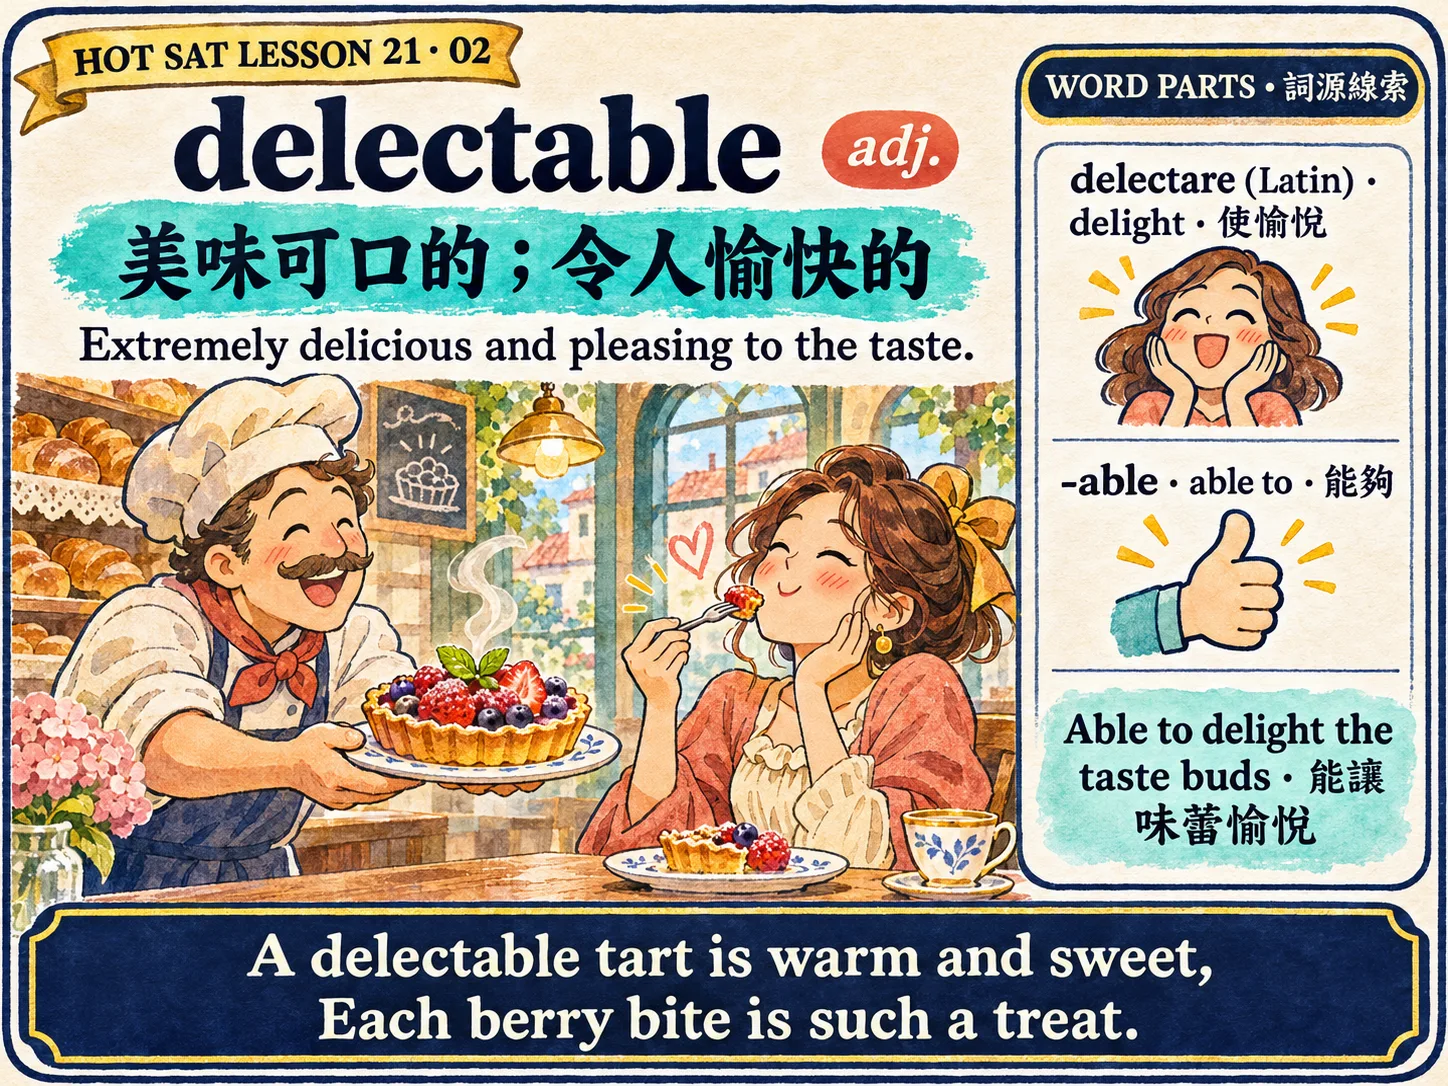 HOT SAT LESSON 21 · 02
delectable adj.
美味可口的；令人愉快的
Extremely delicious and pleasing to the taste.
WORD PARTS · 詞源線索
delectare (Latin) ·
delight · 使愉悅
-able · able to · 能夠
Able to delight the
taste buds · 能讓
味蕾愉悅
A delectable tart is warm and sweet,
Each berry bite is such a treat.